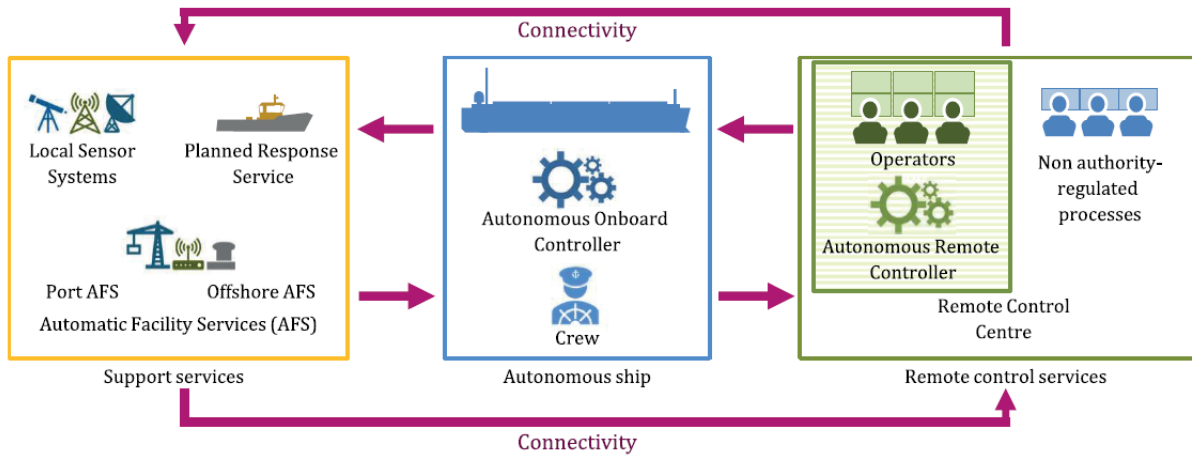 Connectivity
Local Sensor
Systems
Planned Response
Service
Port AFS
Offshore AFS
Automatic Facility Services (AFS)
Support services
Autonomous Onboard
Controller
Crew
Autonomous ship
Operators
Autonomous Remote
Controller
Non authority-
regulated
processes
Remote Control
Centre
Remote control services
Connectivity